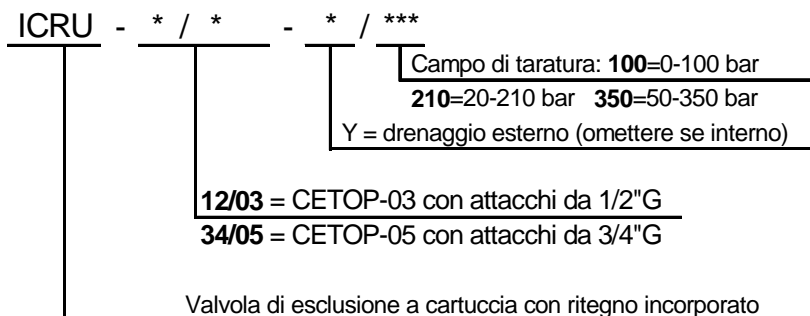 ICRU - * / * - * / ***
Campo di taratura: 100=0-100 bar
210=20-210 bar 350=50-350 bar
Y = drenaggio esterno (omettere se interno)
12/03 = CETOP-03 con attacchi da 1/2"G
34/05 = CETOP-05 con attacchi da 3/4"G
Valvola di esclusione a cartuccia con ritegno incorporato